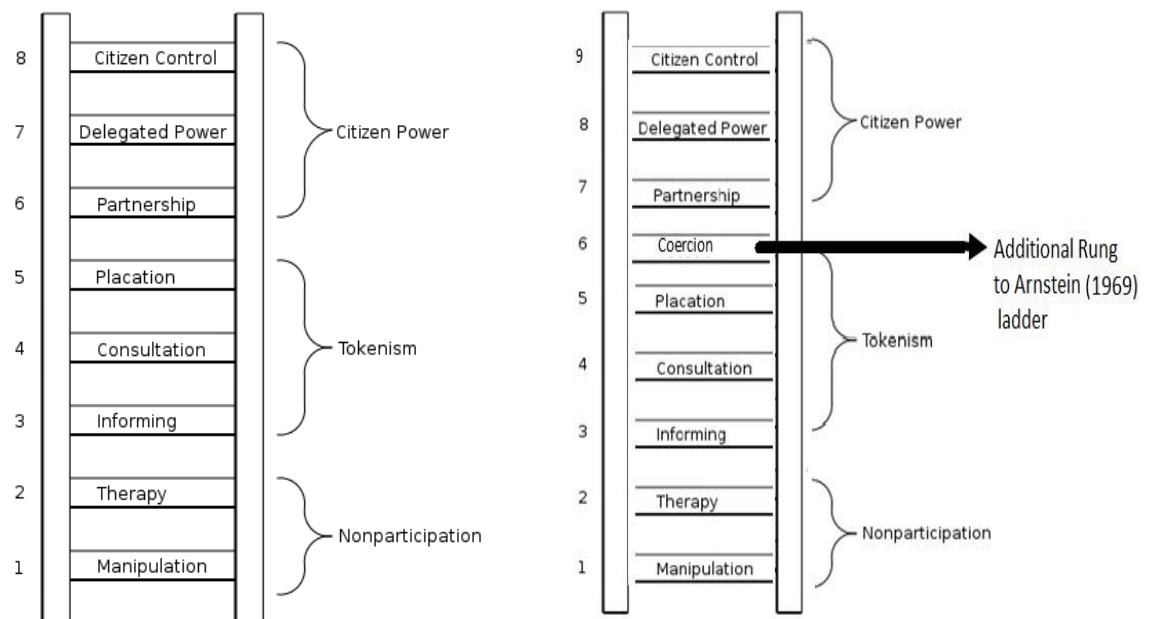 8 Citizen Control
7 Delegated Power
Citizen Power
6 Partnership
5 Placation
4 Consultation
Tokenism
3 Informing
2 Therapy
Nonparticipation
1 Manipulation
9 Citizen Control
8 Delegated Power
Citizen Power
7 Partnership
6 Coercion
Additional Rung
to Arnstein (1969)
ladder
5 Placation
Tokenism
4 Consultation
3 Informing
2 Therapy
Nonparticipation
1 Manipulation